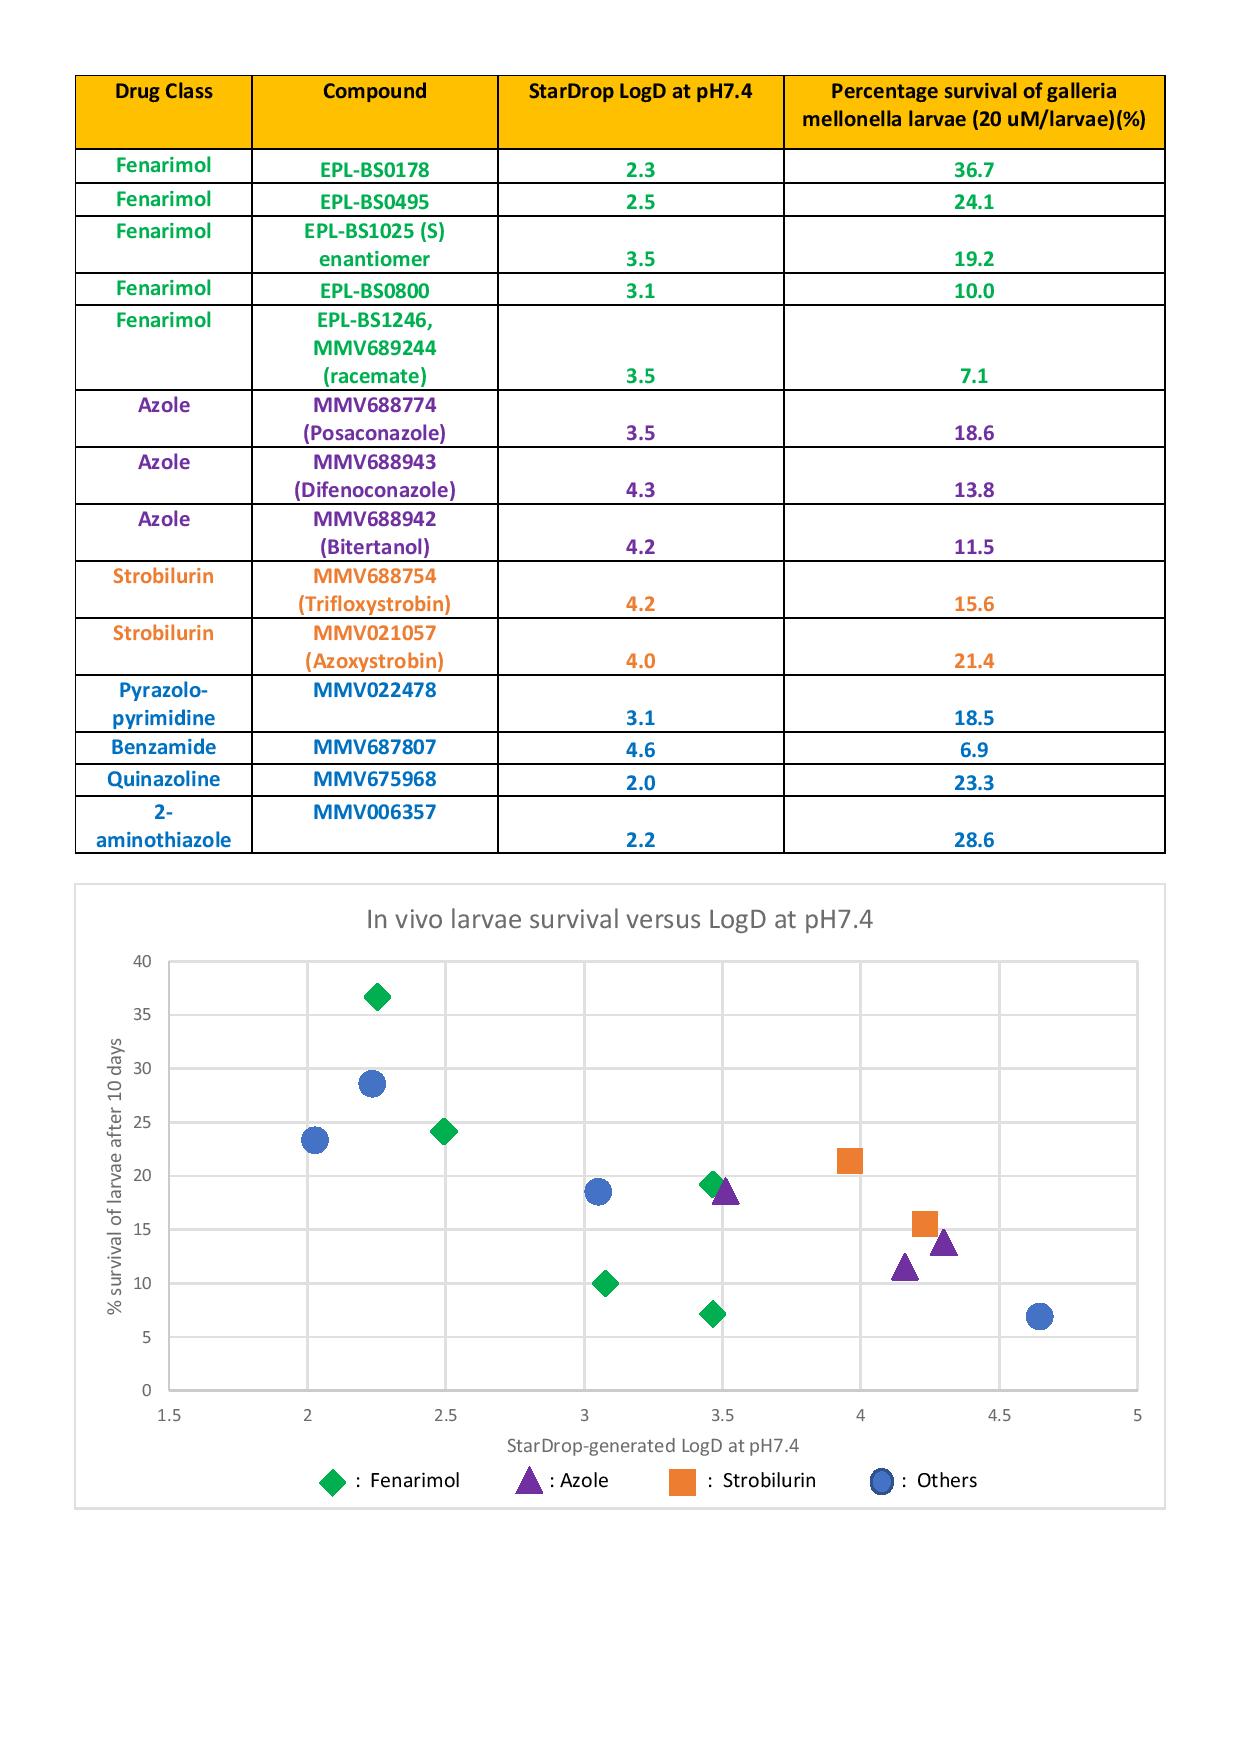 Drug Class Compound StarDrop LogD at pH7.4 Percentage survival of galleria
mellonella larvae (20 uM/larvae)(%)
Fenarimol EPL-BS0178 2.3 36.7
Fenarimol EPL-BS0495 2.5 24.1
Fenarimol EPL-BS1025 (S)
enantiomer 3.5 19.2
Fenarimol EPL-BS0800 3.1 10.0
Fenarimol EPL-BS1246,
MMV689244
(racemate) 3.5 7.1
Azole MMV688774
(Posaconazole) 3.5 18.6
Azole MMV688943
(Difenoconazole) 4.3 13.8
Azole MMV688942
(Bitertanol) 4.2 11.5
Strobilurin MMV688754
(Trifloxystrobin) 4.2 15.6
Strobilurin MMV021057
(Azoxystrobin) 4.0 21.4
Pyrazolo- MMV022478
pyrimidine 3.1 18.5
Benzamide MMV687807 4.6 6.9
Quinazoline MMV675968 2.0 23.3
2- MMV006357
aminothiazole 2.2 28.6
In vivo larvae survival versus LogD at pH7.4
% survival of larvae after 10 days
40
35
30
25
20
15
10
5
0
1.5 2 2.5 3 3.5 4 4.5 5
StarDrop-generated LogD at pH7.4
: Fenarimol : Azole : Strobilurin : Others